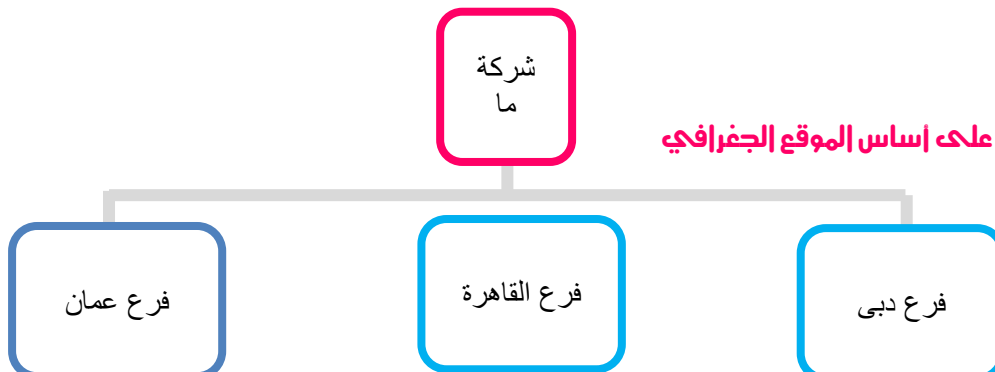 شركة
ما
على أساس الموقع الجغرافي
فرع دبى
فرع القاهرة
فرع عمان